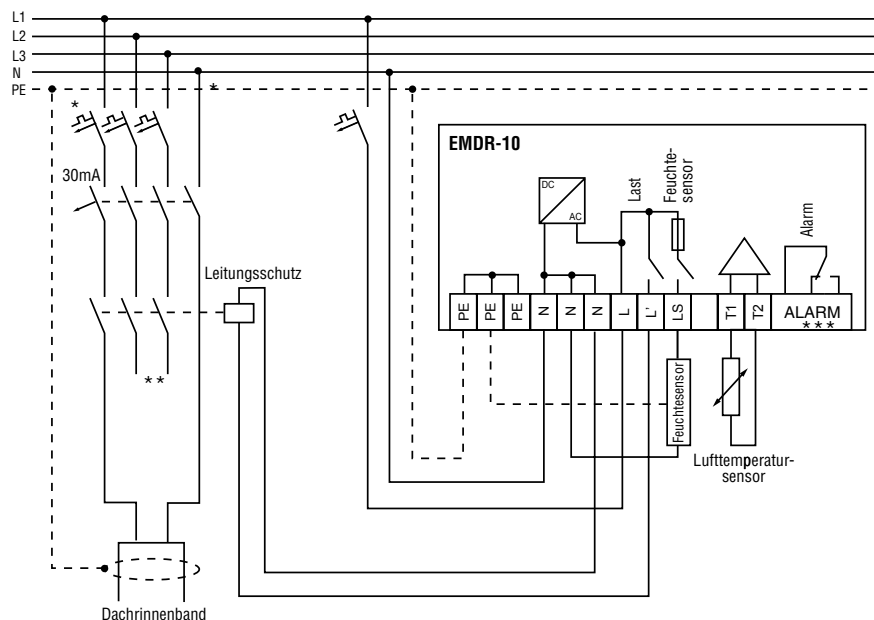 L1
L2
L3
N
PE
*
*
30mA
Leitungsschutz
**
Dachrinnenband
EMDR-10
DC
AC
Last
Feuchte-
sensor
Alarm
PE
PE
PE
N
N
N
L
L'
LS
T1
T2
ALARM
***
Feuchtesensor
Lufttemperatur-
sensor